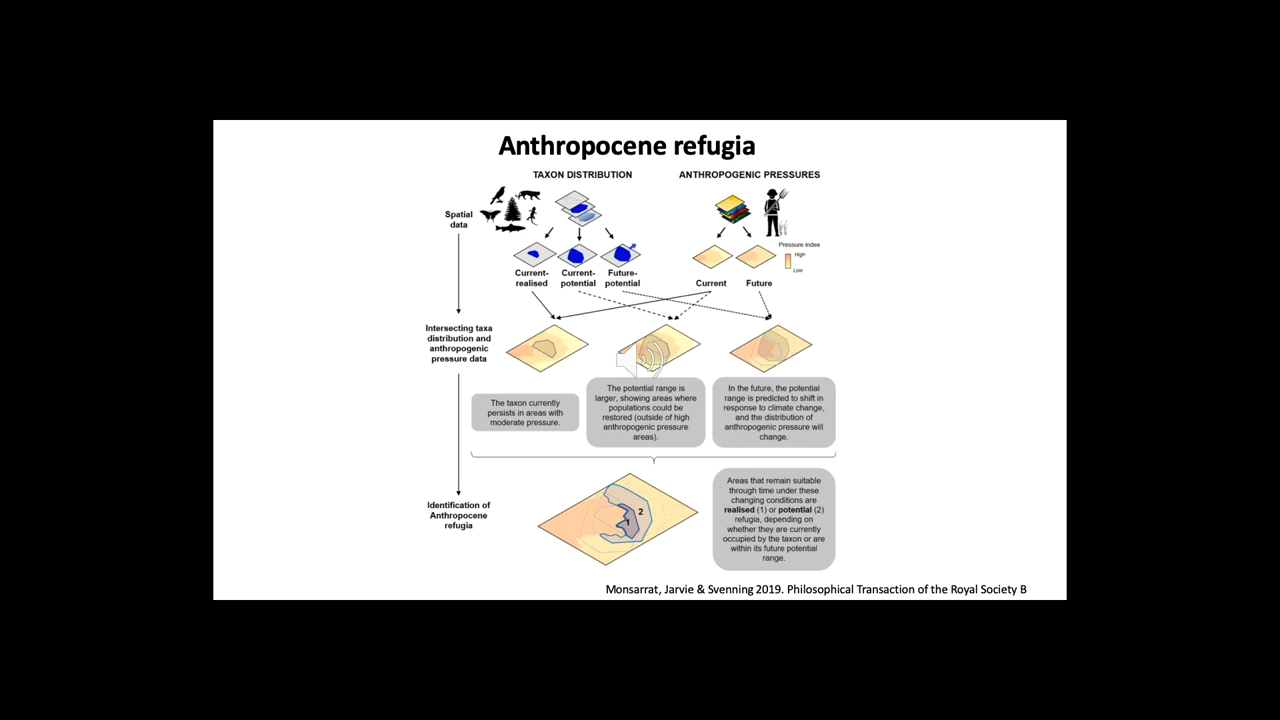 Anthropocene refugia
TAXON DISTRIBUTION
ANTHROPOGENIC PRESSURES
Spatial
data
Pressure index
High
Low
Current-
realised
Current-
potential
Future-
potential
Current
Future
Intersecting taxa
distribution and
anthropogenic
pressure data
The taxon currently
persists in areas with
moderate pressure.
The potential range is
larger, showing areas where
populations could be
restored (outside of high
anthropogenic pressure
areas).
In the future, the potential
range is predicted to shift in
response to climate change,
and the distribution of
anthropogenic pressure will
change.
Identification of
Anthropocene
refugia
1
2
Areas that remain suitable
through time under these
changing conditions are
realised (1) or potential (2)
refugia, depending on
whether they are currently
occupied by the taxon or are
within its future potential
range.
Monsarrat, Jarvie & Svenning 2019. Philosophical Transaction of the Royal Society B